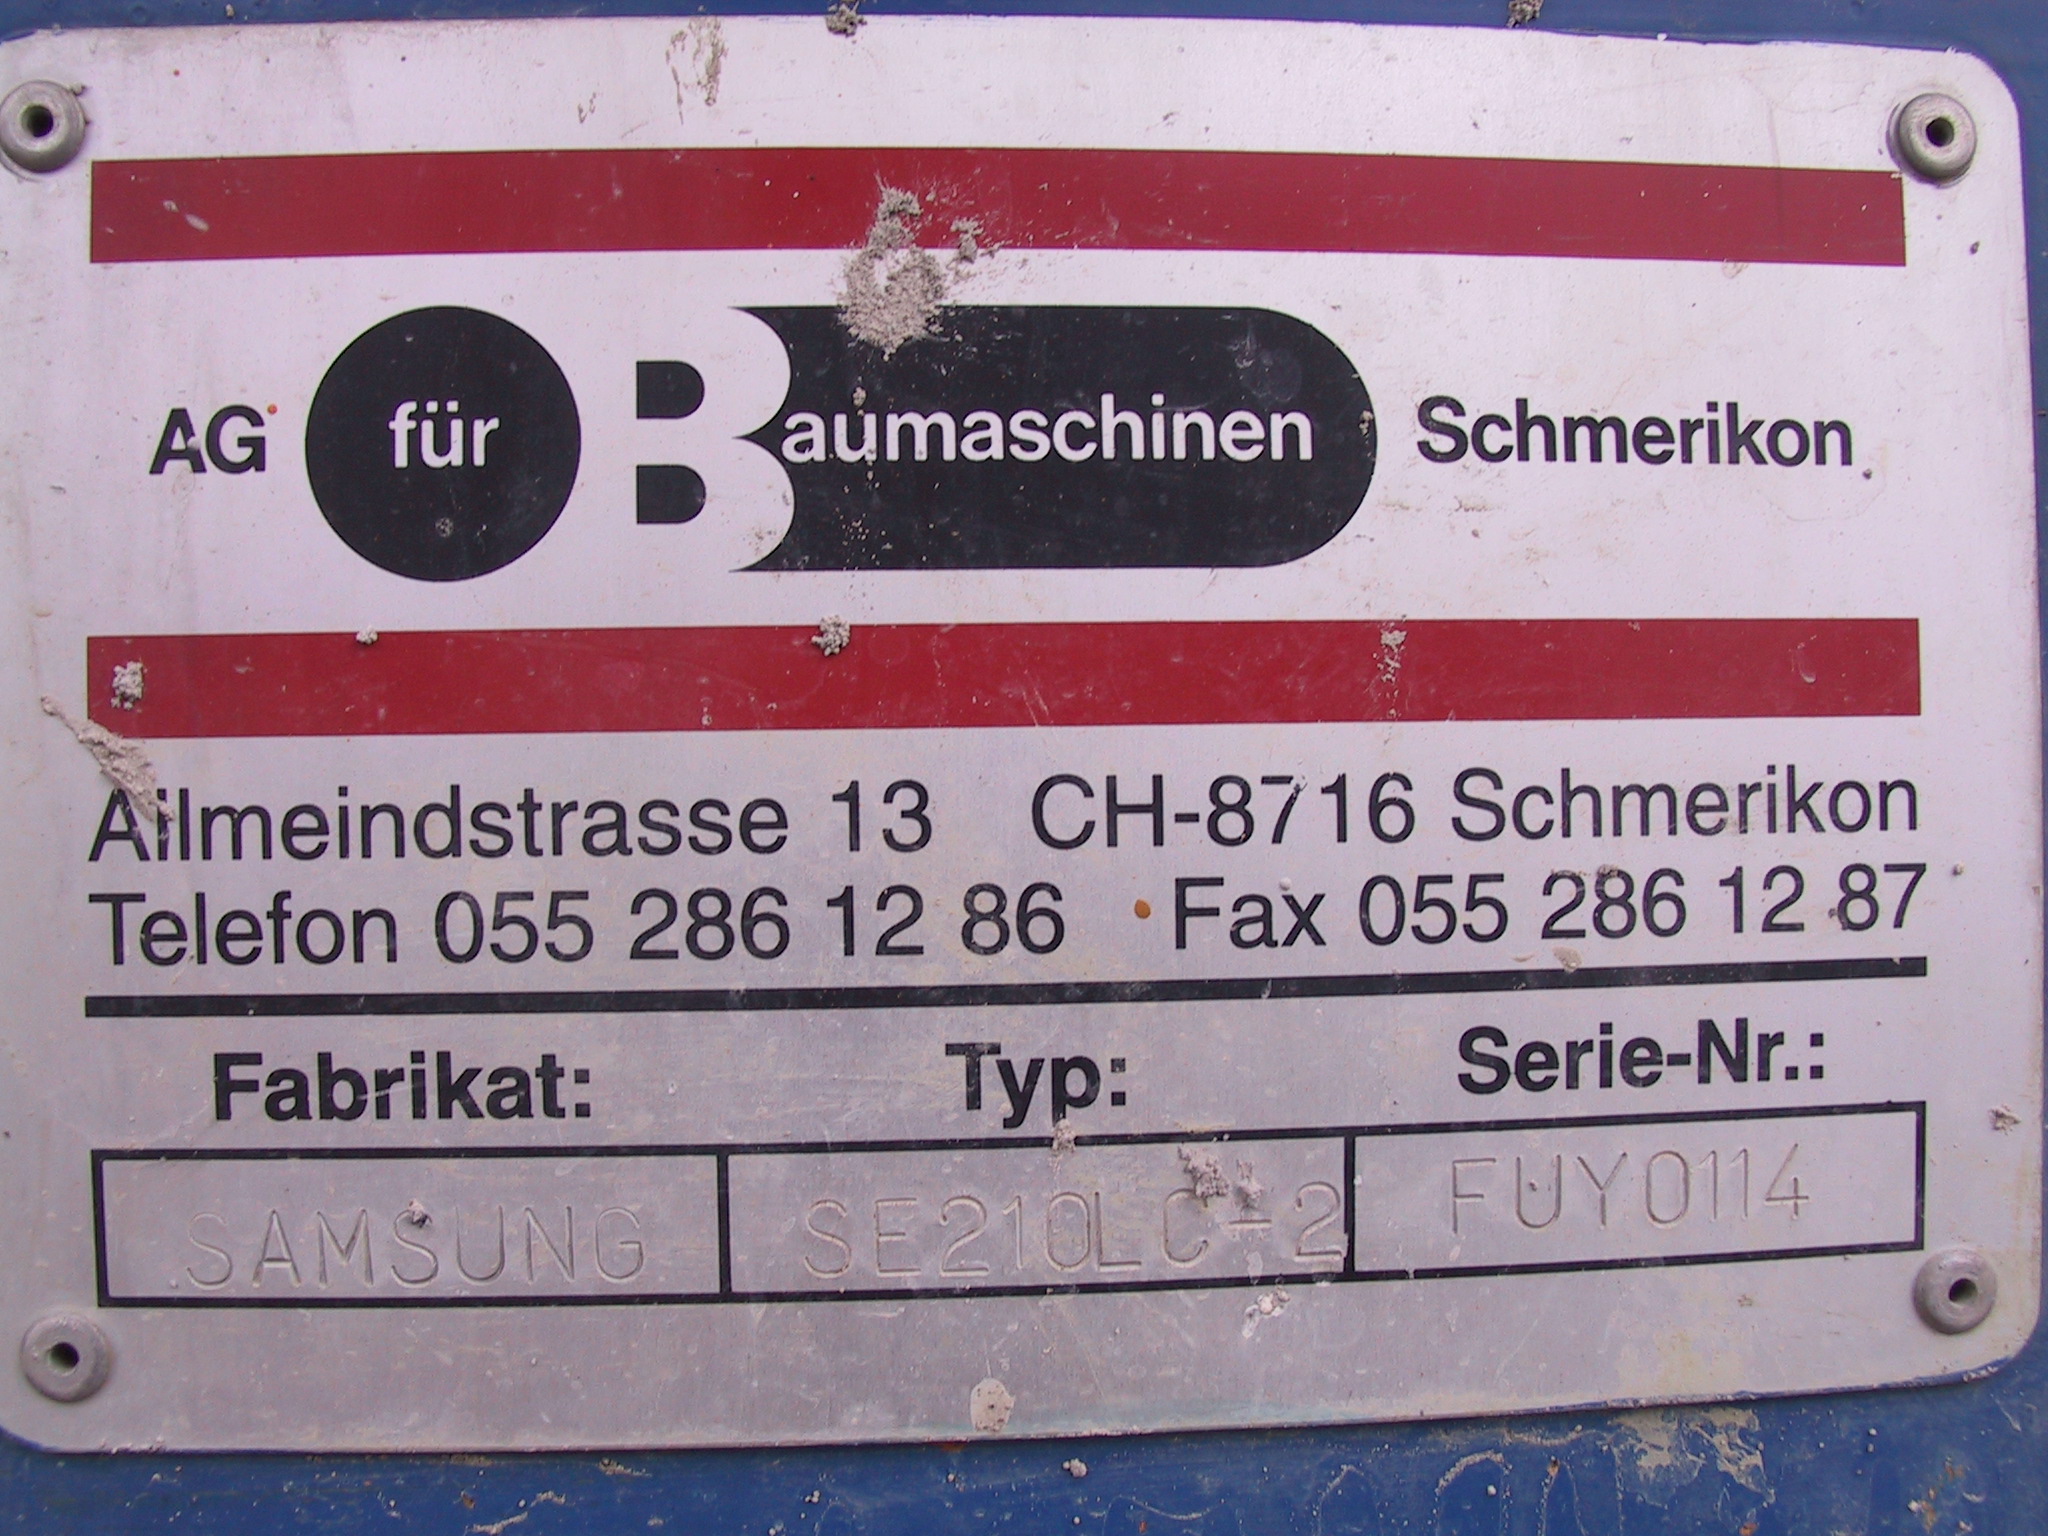 AG für Baumaschinen Schmerikon
Allmeindstrasse 13 CH-8716 Schmerikon
Telefon 055 286 12 86 Fax 055 286 12 87
Fabrikat: Typ: Serie-Nr.:
SAMSUNG SE210LC-2 FUY0114